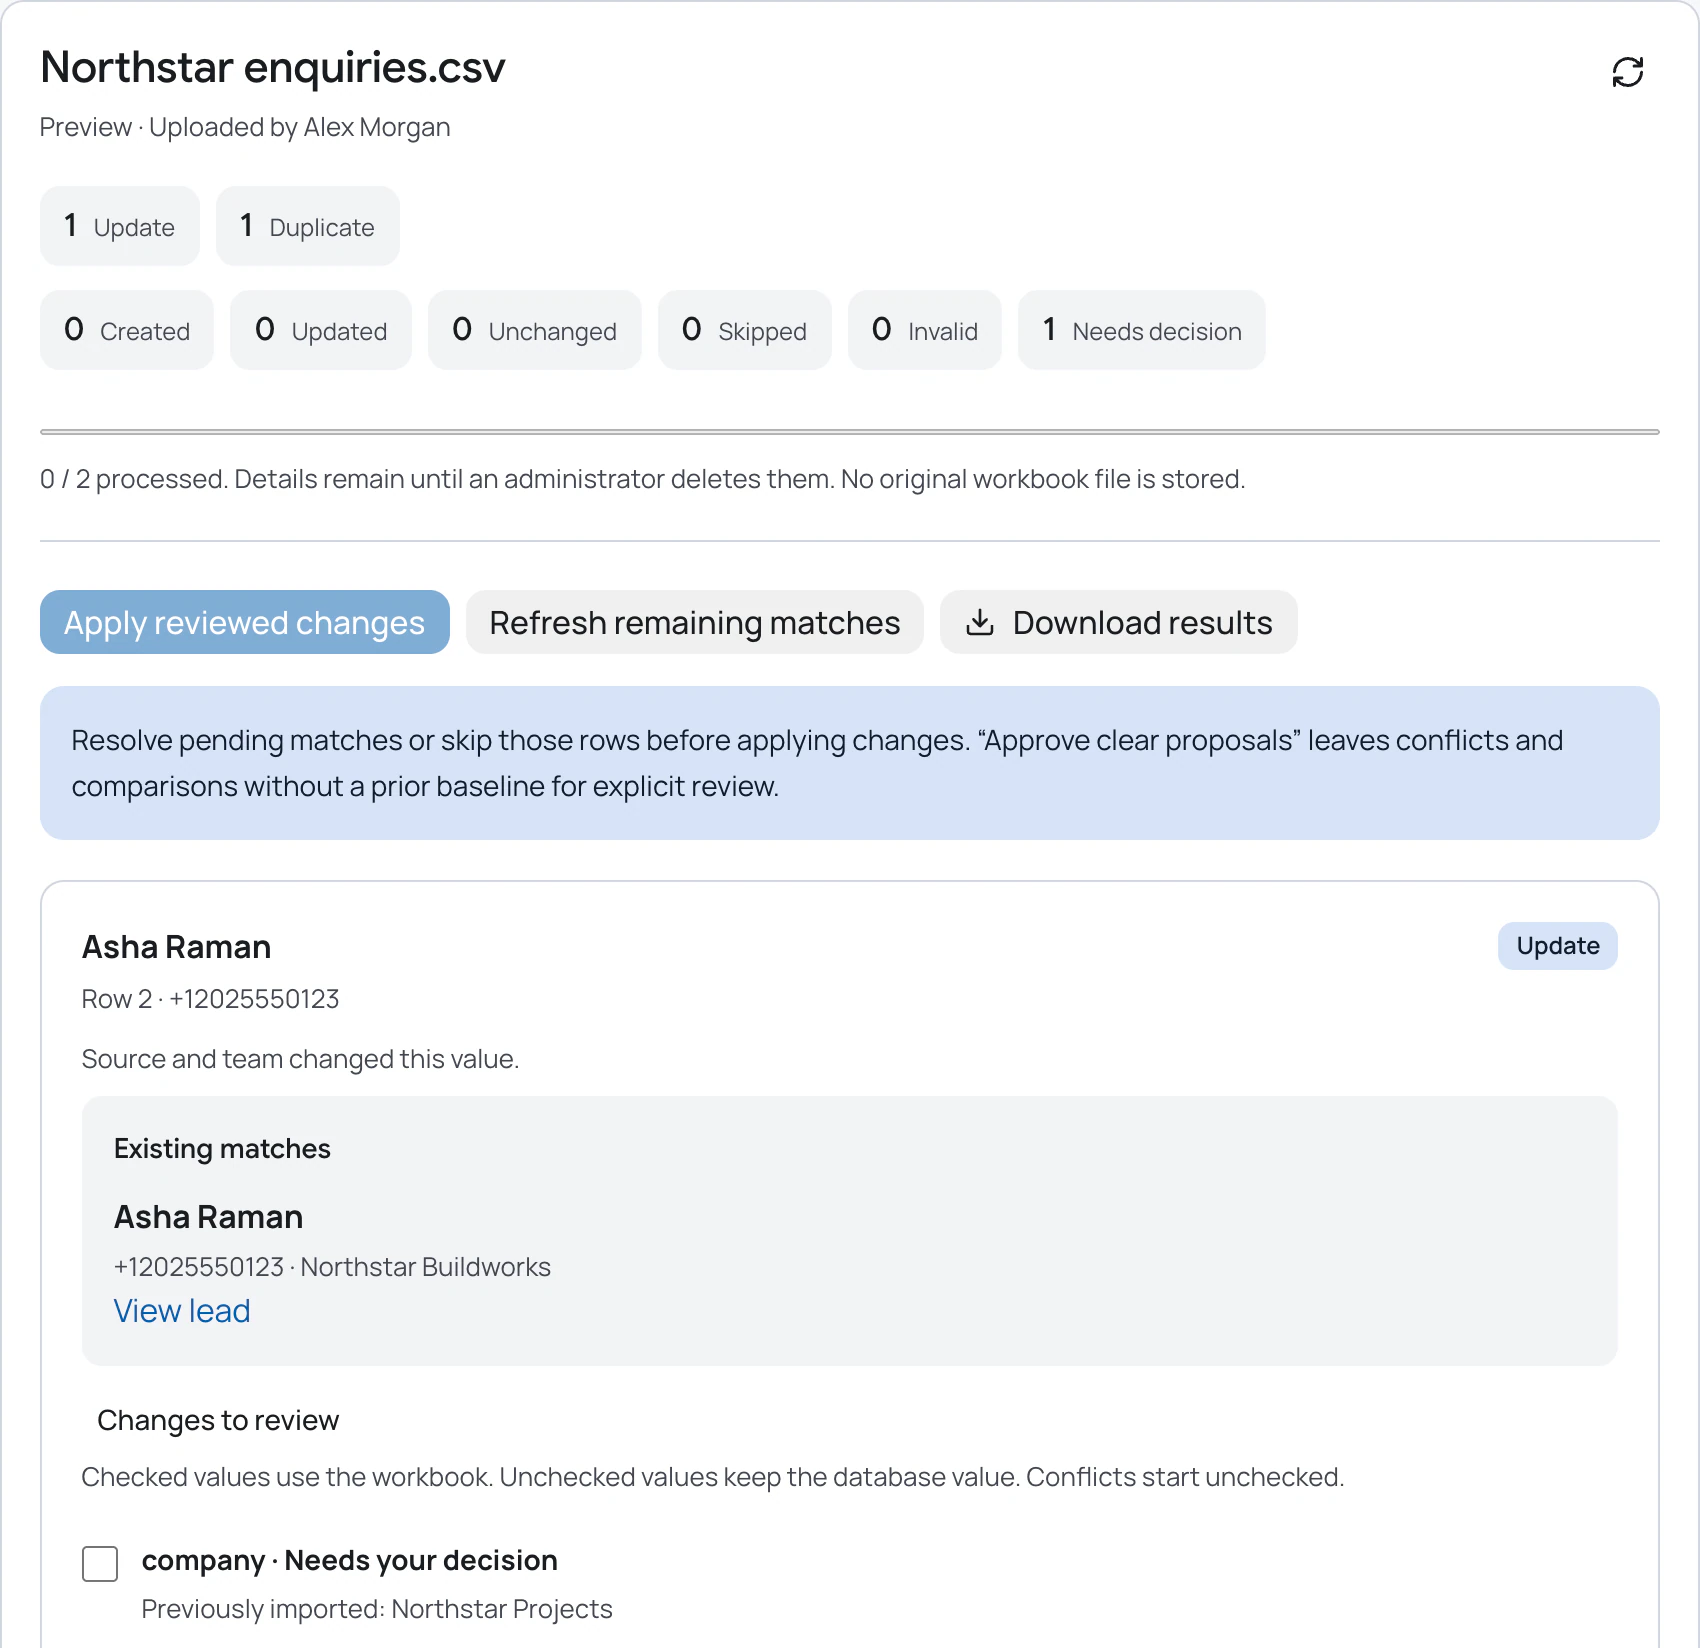 Northstar enquiries.csv
Preview · Uploaded by Alex Morgan
1 Update
1 Duplicate
0 Created
0 Updated
0 Unchanged
0 Skipped
0 Invalid
1 Needs decision
0 / 2 processed. Details remain until an administrator deletes them. No original workbook file is stored.
Apply reviewed changes
Refresh remaining matches
Download results
Resolve pending matches or skip those rows before applying changes. “Approve clear proposals” leaves conflicts and
comparisons without a prior baseline for explicit review.
Asha Raman
Update
Row 2 · +12025550123
Source and team changed this value.
Existing matches
Asha Raman
+12025550123 · Northstar Buildworks
View lead
Changes to review
Checked values use the workbook. Unchecked values keep the database value. Conflicts start unchecked.
company · Needs your decision
Previously imported: Northstar Projects